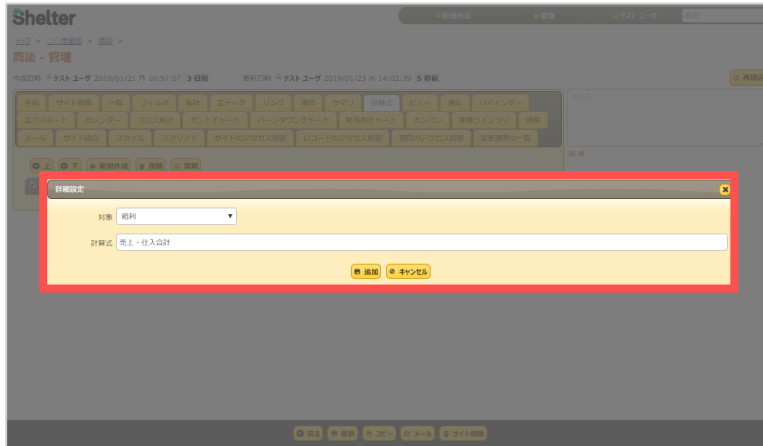 Shelter
新規作成 管理 テスト ユーザ 検索
トップ > 商談 >
商談 - 管理
作成日時 テスト ユーザ 2019/01/21 月 10:57:07 3 日前 更新日時 テスト ユーザ 2019/01/23 水 14:02:39 5 秒前
全般 サイト画像 一覧 フィルタ 集計 エディタ リンク 履歴 サマリ 計算式 ビュー 通知 リマインダー
コメント
エクスポート カレンダー クロス集計 ガントチャート バーンダウンチャート 時系列チャート カンバン 画像ライブラリ 検索
メール サイト統合 スタイル スクリプト サイトのアクセス制御 レコードのアクセス制御 項目のアクセス制御 変更履歴の一覧
上 下 新規作成 削除 同期
詳細設定
対象 粗利
計算式 売上 - 仕入合計
追加 キャンセル
戻る 更新 コピー メール サイト削除